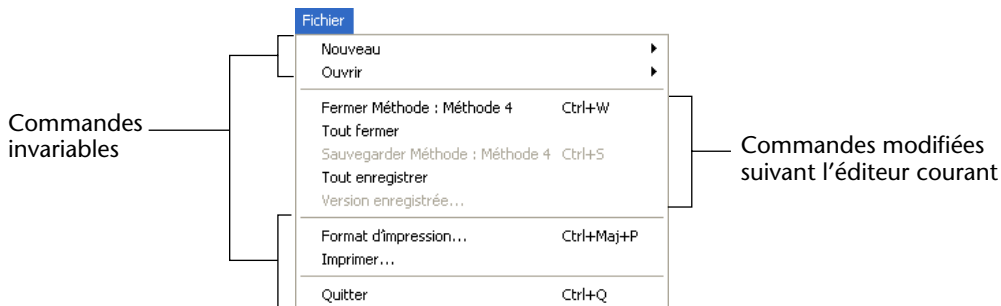 Fichier
Nouveau
Ouvrir
Fermer Méthode : Méthode 4 Ctrl+W
Tout fermer
Sauvegarder Méthode : Méthode 4 Ctrl+S
Tout enregistrer
Version enregistrée...
Format d'impression... Ctrl+Maj+P
Imprimer...
Quitter Ctrl+Q
Commandes
invariables
Commandes modifiées
suivant l’éditeur courant